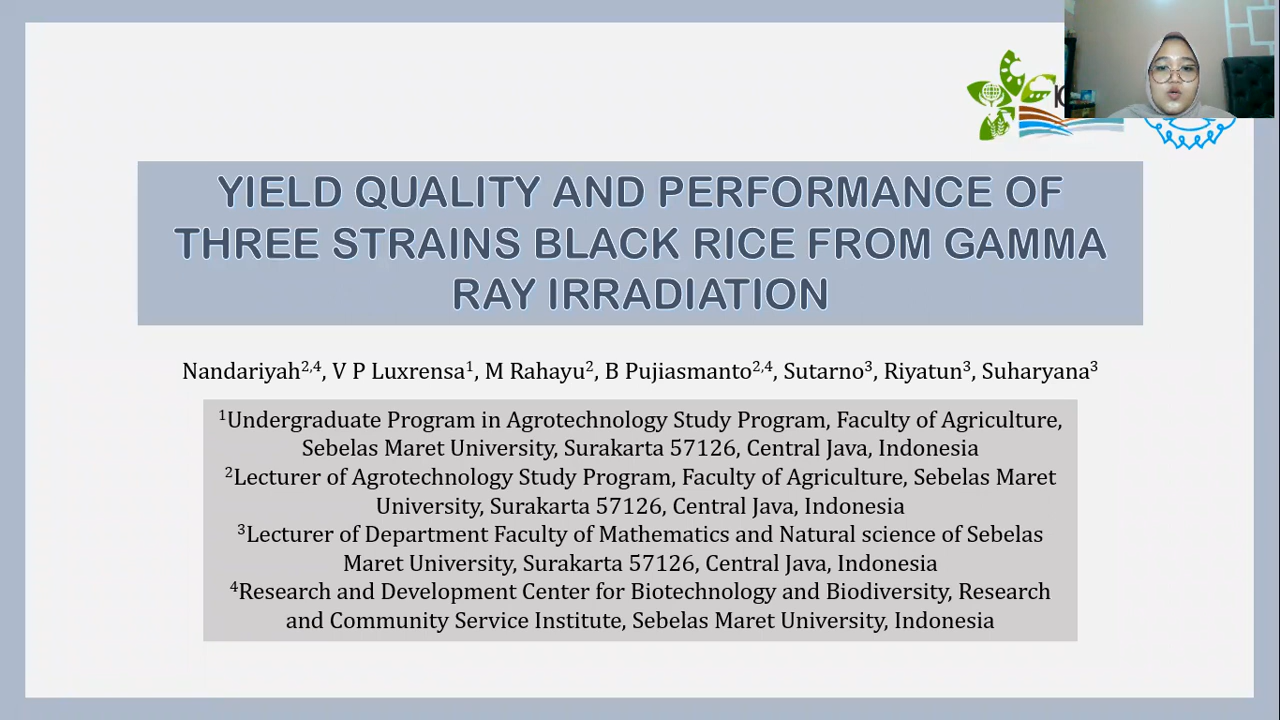 YIELD QUALITY AND PERFORMANCE OF
THREE STRAINS BLACK RICE FROM GAMMA
RAY IRRADIATION
Nandariyah2,4, V P Luxrensa1, M Rahayu2, B Pujiasmanto2,4, Sutarno3, Riyatun3, Suharyana3
1Undergraduate Program in Agrotechnology Study Program, Faculty of Agriculture,
Sebelas Maret University, Surakarta 57126, Central Java, Indonesia
2Lecturer of Agrotechnology Study Program, Faculty of Agriculture, Sebelas Maret
University, Surakarta 57126, Central Java, Indonesia
3Lecturer of Department Faculty of Mathematics and Natural science of Sebelas
Maret University, Surakarta 57126, Central Java, Indonesia
4Research and Development Center for Biotechnology and Biodiversity, Research
and Community Service Institute, Sebelas Maret University, Indonesia